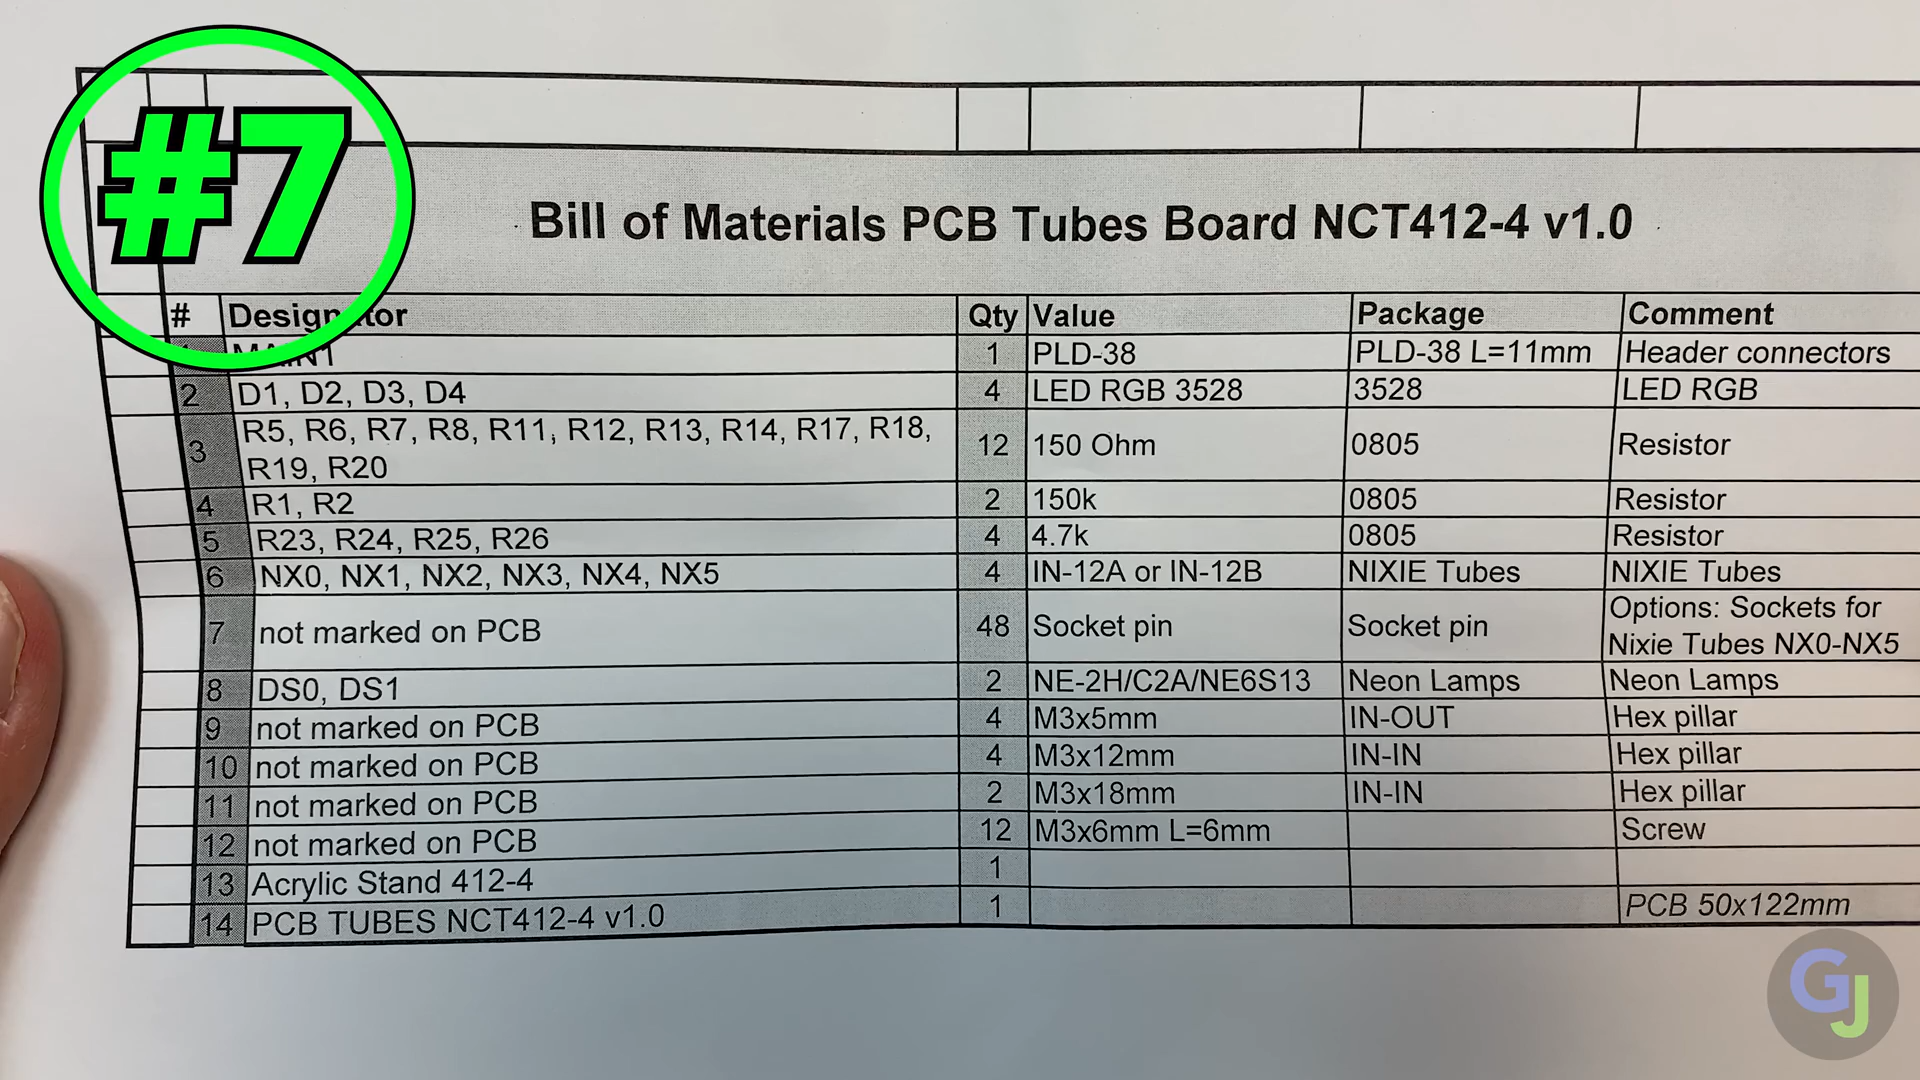 #7
Bill of Materials PCB Tubes Board NCT412-4 v1.0
# Designator Qty Value Package Comment
1 MAIN1 1 PLD-38 PLD-38 L=11mm Header connectors
2 D1, D2, D3, D4 4 LED RGB 3528 3528 LED RGB
3 R5, R6, R7, R8, R11, R12, R13, R14, R17, R18,
R19, R20 12 150 Ohm 0805 Resistor
4 R1, R2 2 150k 0805 Resistor
5 R23, R24, R25, R26 4 4.7k 0805 Resistor
6 NX0, NX1, NX2, NX3, NX4, NX5 4 IN-12A or IN-12B NIXIE Tubes NIXIE Tubes
7 not marked on PCB 48 Socket pin Socket pin Options: Sockets for
Nixie Tubes NX0-NX5
8 DS0, DS1 2 NE-2H/C2A/NE6S13 Neon Lamps Neon Lamps
9 not marked on PCB 4 M3x5mm IN-OUT Hex pillar
10 not marked on PCB 4 M3x12mm IN-IN Hex pillar
11 not marked on PCB 2 M3x18mm IN-IN Hex pillar
12 not marked on PCB 12 M3x6mm L=6mm Screw
13 Acrylic Stand 412-4 1
14 PCB TUBES NCT412-4 v1.0 1 PCB 50x122mm
GJ